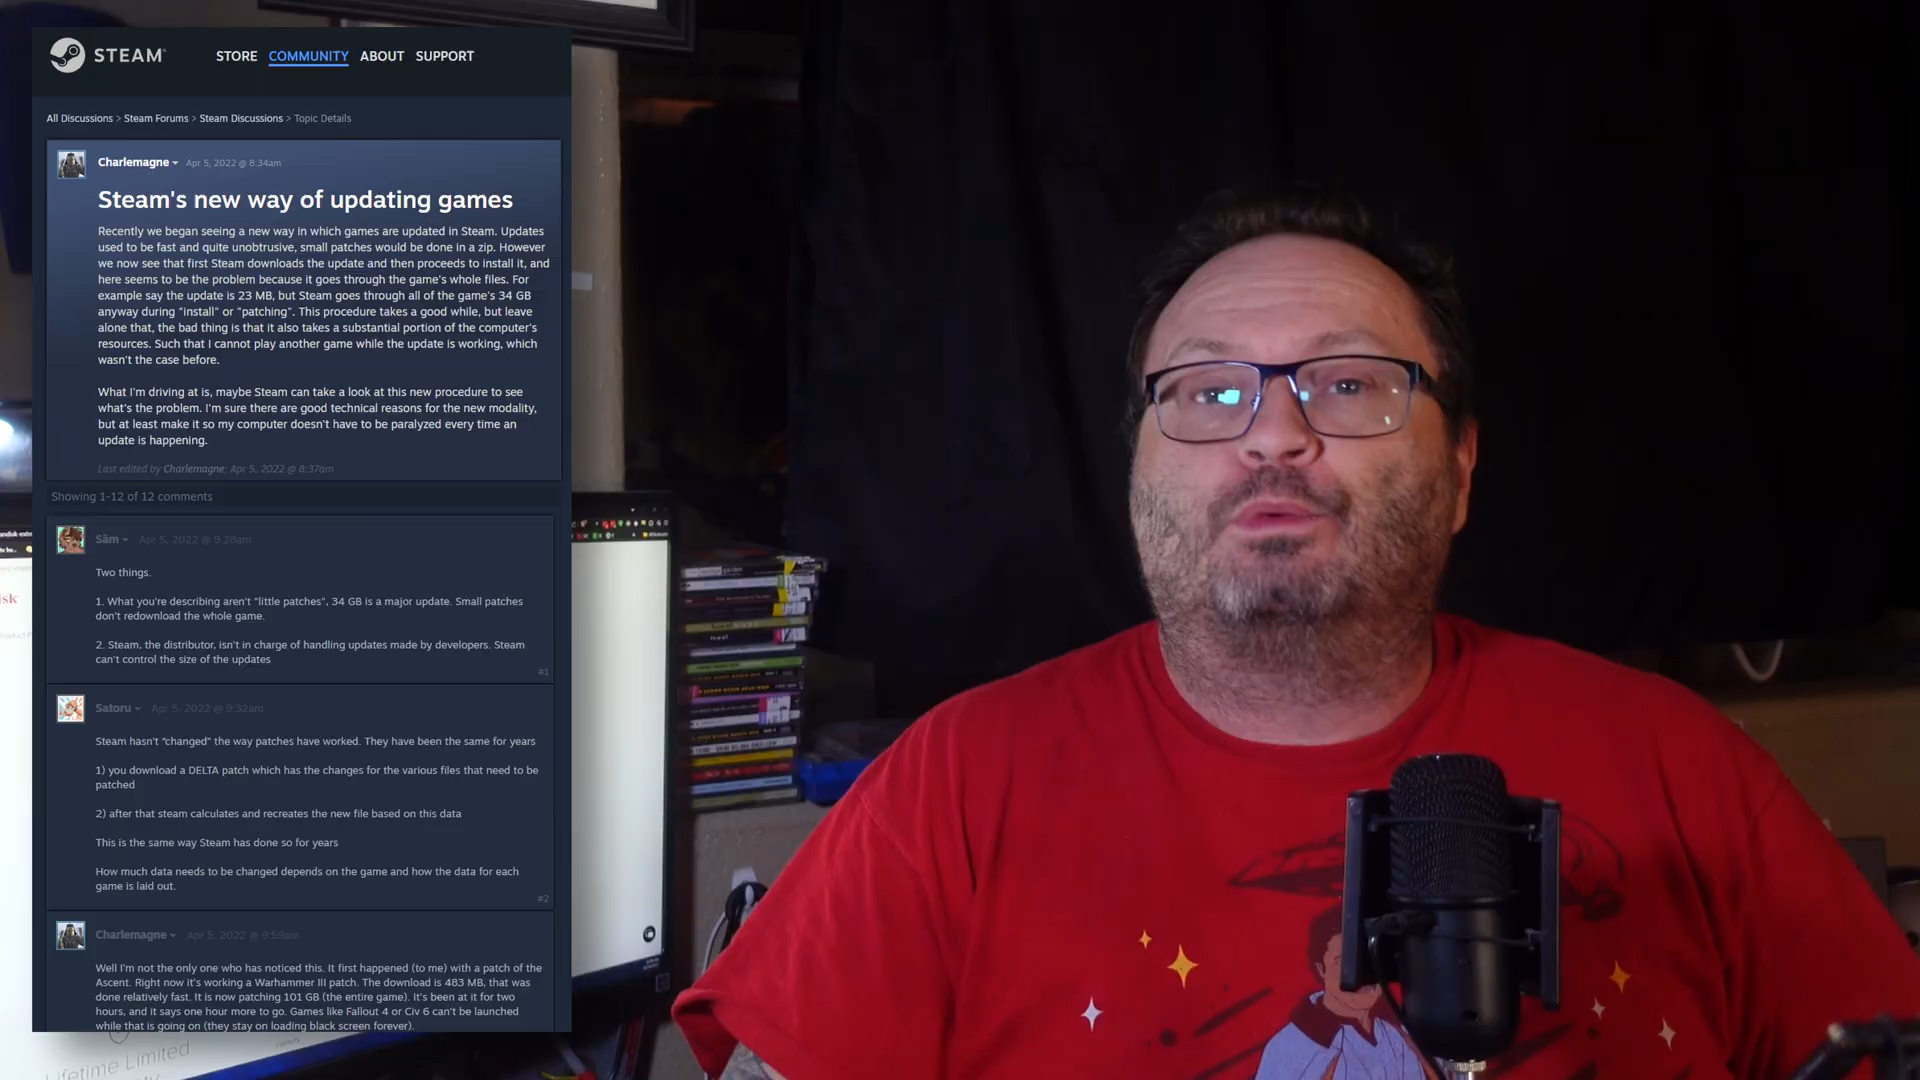 STEAM
STORE COMMUNITY ABOUT SUPPORT
All Discussions > Steam Forums > Steam Discussions > Topic Details
Charlemagne Apr 5, 2022 @ 8:34am
Steam's new way of updating games
Recently we began seeing a new way in which games are updated in Steam. Updates
used to be fast and quite unobtrusive, small patches would be done in a zip. However
we now see that first Steam downloads the update and then proceeds to install it, and
here seems to be the problem because it goes through the game's whole files. For
example say the update is 23 MB, but Steam goes through all of the game's 34 GB
anyway during "install" or "patching". This procedure takes a good while, but leave
alone that, the bad thing is that it also takes a substantial portion of the computer's
resources. Such that I cannot play another game while the update is working, which
wasn't the case before.
What I'm driving at is, maybe Steam can take a look at this new procedure to see
what's the problem. I'm sure there are good technical reasons for the new modality,
but at least make it so my computer doesn't have to be paralyzed every time an
update is happening.
Last edited by Charlemagne; Apr 5, 2022 @ 8:37am
Showing 1-12 of 12 comments
Säm Apr 5, 2022 @ 9:28am
Two things.
1. What you're describing aren't "little patches", 34 GB is a major update. Small patches
don't redownload the whole game.
2. Steam, the distributor, isn't in charge of handling updates made by developers. Steam
can't control the size of the updates
#1
Satoru Apr 5, 2022 @ 9:32am
Steam hasn't "changed" the way patches have worked. They have been the same for years
1) you download a DELTA patch which has the changes for the various files that need to be
patched
2) after that steam calculates and recreates the new file based on this data
This is the same way Steam has done so for years
How much data needs to be changed depends on the game and how the data for each
game is laid out.
#2
Charlemagne Apr 5, 2022 @ 9:59am
Well I'm not the only one who has noticed this. It first happened (to me) with a patch of the
Ascent. Right now it's working a Warhammer III patch. The download is 483 MB, that was
done relatively fast. It is now patching 101 GB (the entire game). It's been at it for two
hours, and it says one hour more to go. Games like Fallout 4 or Civ 6 can't be launched
while that is going on (they stay on loading black screen forever).
Lifetime Limited